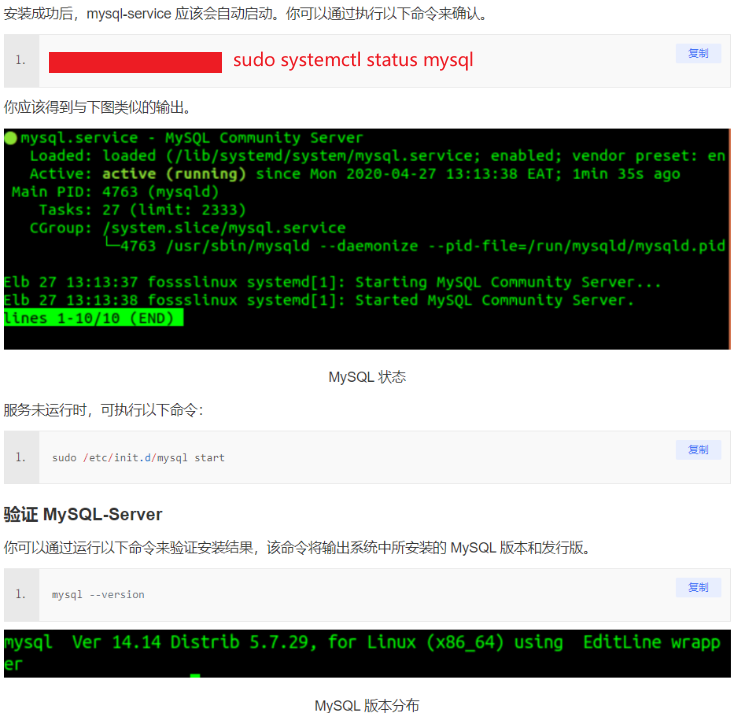 安装成功后，mysql-service 应该会自动启动。你可以通过执行以下命令来确认。
1. sudo systemctl status mysql 复制
你应该得到与下图类似的输出。
mysql.service - MySQL Community Server
Loaded: loaded (/lib/systemd/system/mysql.service; enabled; vendor preset: en
Active: active (running) since Mon 2020-04-27 13:13:38 EAT; 1min 35s ago
Main PID: 4763 (mysqld)
Tasks: 27 (limit: 2333)
CGroup: /system.slice/mysql.service
└─4763 /usr/sbin/mysqld --daemonize --pid-file=/run/mysqld/mysqld.pid
Elb 27 13:13:37 fossslinux systemd[1]: Starting MySQL Community Server...
Elb 27 13:13:38 fossslinux systemd[1]: Started MySQL Community Server.
lines 1-10/10 (END)
MySQL 状态
服务未运行时，可执行以下命令：
1. sudo /etc/init.d/mysql start 复制
验证 MySQL-Server
你可以通过运行以下命令来验证安装结果，该命令将输出系统中所安装的 MySQL 版本和发行版。
1. mysql --version 复制
mysql  Ver 14.14 Distrib 5.7.29, for Linux (x86_64) using  EditLine wrapp
er
MySQL 版本分布